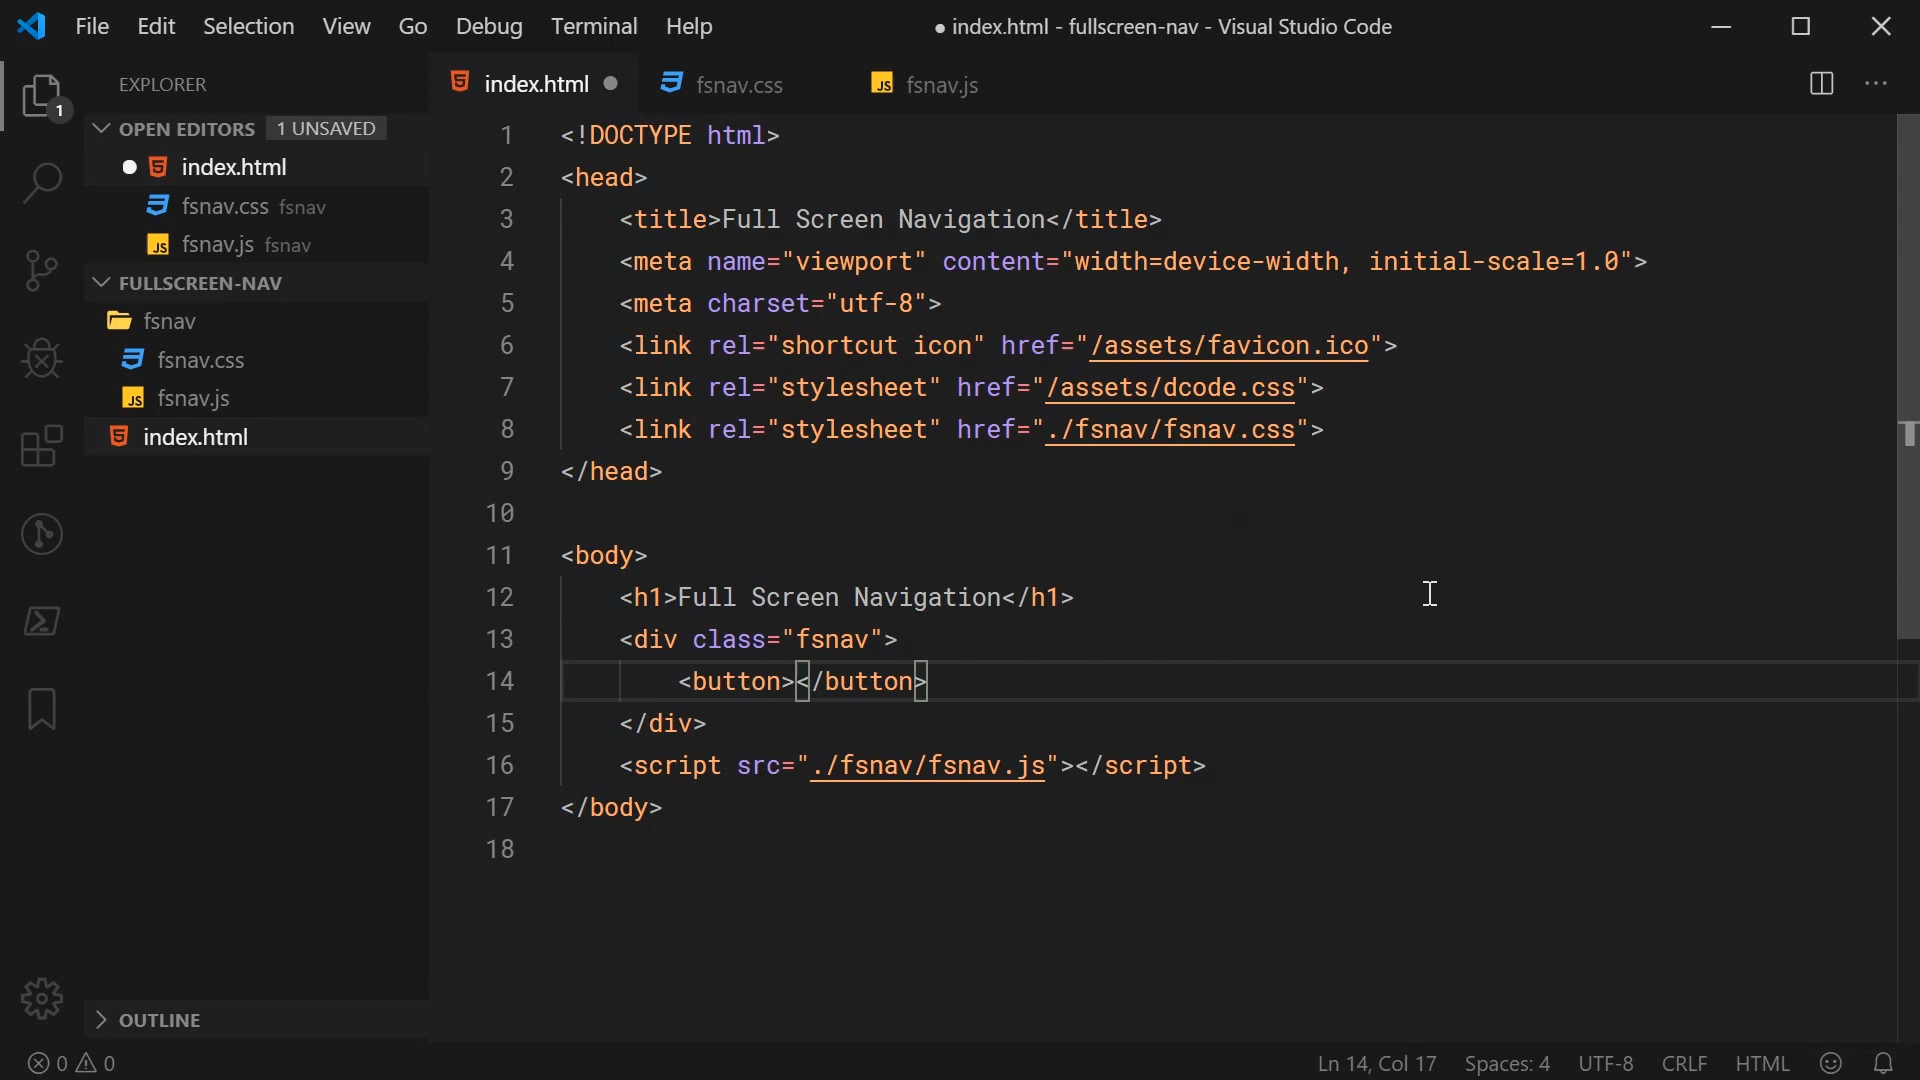 File Edit Selection View Go Debug Terminal Help
● index.html - fullscreen-nav - Visual Studio Code
1
EXPLORER
OPEN EDITORS 1 UNSAVED
index.html
fsnav.css fsnav
JS fsnav.js fsnav
FULLSCREEN-NAV
fsnav
fsnav.css
JS fsnav.js
index.html
OUTLINE
index.html
fsnav.css
JS fsnav.js
1 <!DOCTYPE html>
2 <head>
3 <title>Full Screen Navigation</title>
4 <meta name="viewport" content="width=device-width, initial-scale=1.0">
5 <meta charset="utf-8">
6 <link rel="shortcut icon" href="/assets/favicon.ico">
7 <link rel="stylesheet" href="/assets/dcode.css">
8 <link rel="stylesheet" href="./fsnav/fsnav.css">
9 </head>
10
11 <body>
12 <h1>Full Screen Navigation</h1>
13 <div class="fsnav">
14 <button></button>
15 </div>
16 <script src="./fsnav/fsnav.js"></script>
17 </body>
18
0 0
Ln 14, Col 17 Spaces: 4 UTF-8 CRLF HTML